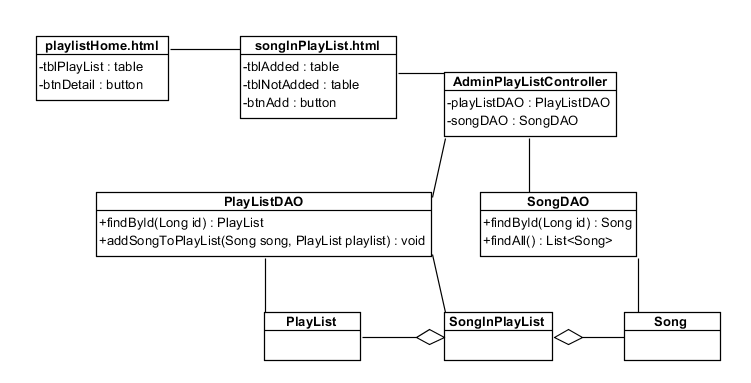 playlistHome.html
-tblPlayList : table
-btnDetail : button
songInPlayList.html
-tblAdded : table
-tblNotAdded : table
-btnAdd : button
AdminPlayListController
-playListDAO : PlayListDAO
-songDAO : SongDAO
PlayListDAO
+findById(Long id) : PlayList
+addSongToPlayList(Song song, PlayList playlist) : void
SongDAO
+findById(Long id) : Song
+findAll() : List<Song>
PlayList
SongInPlayList
Song